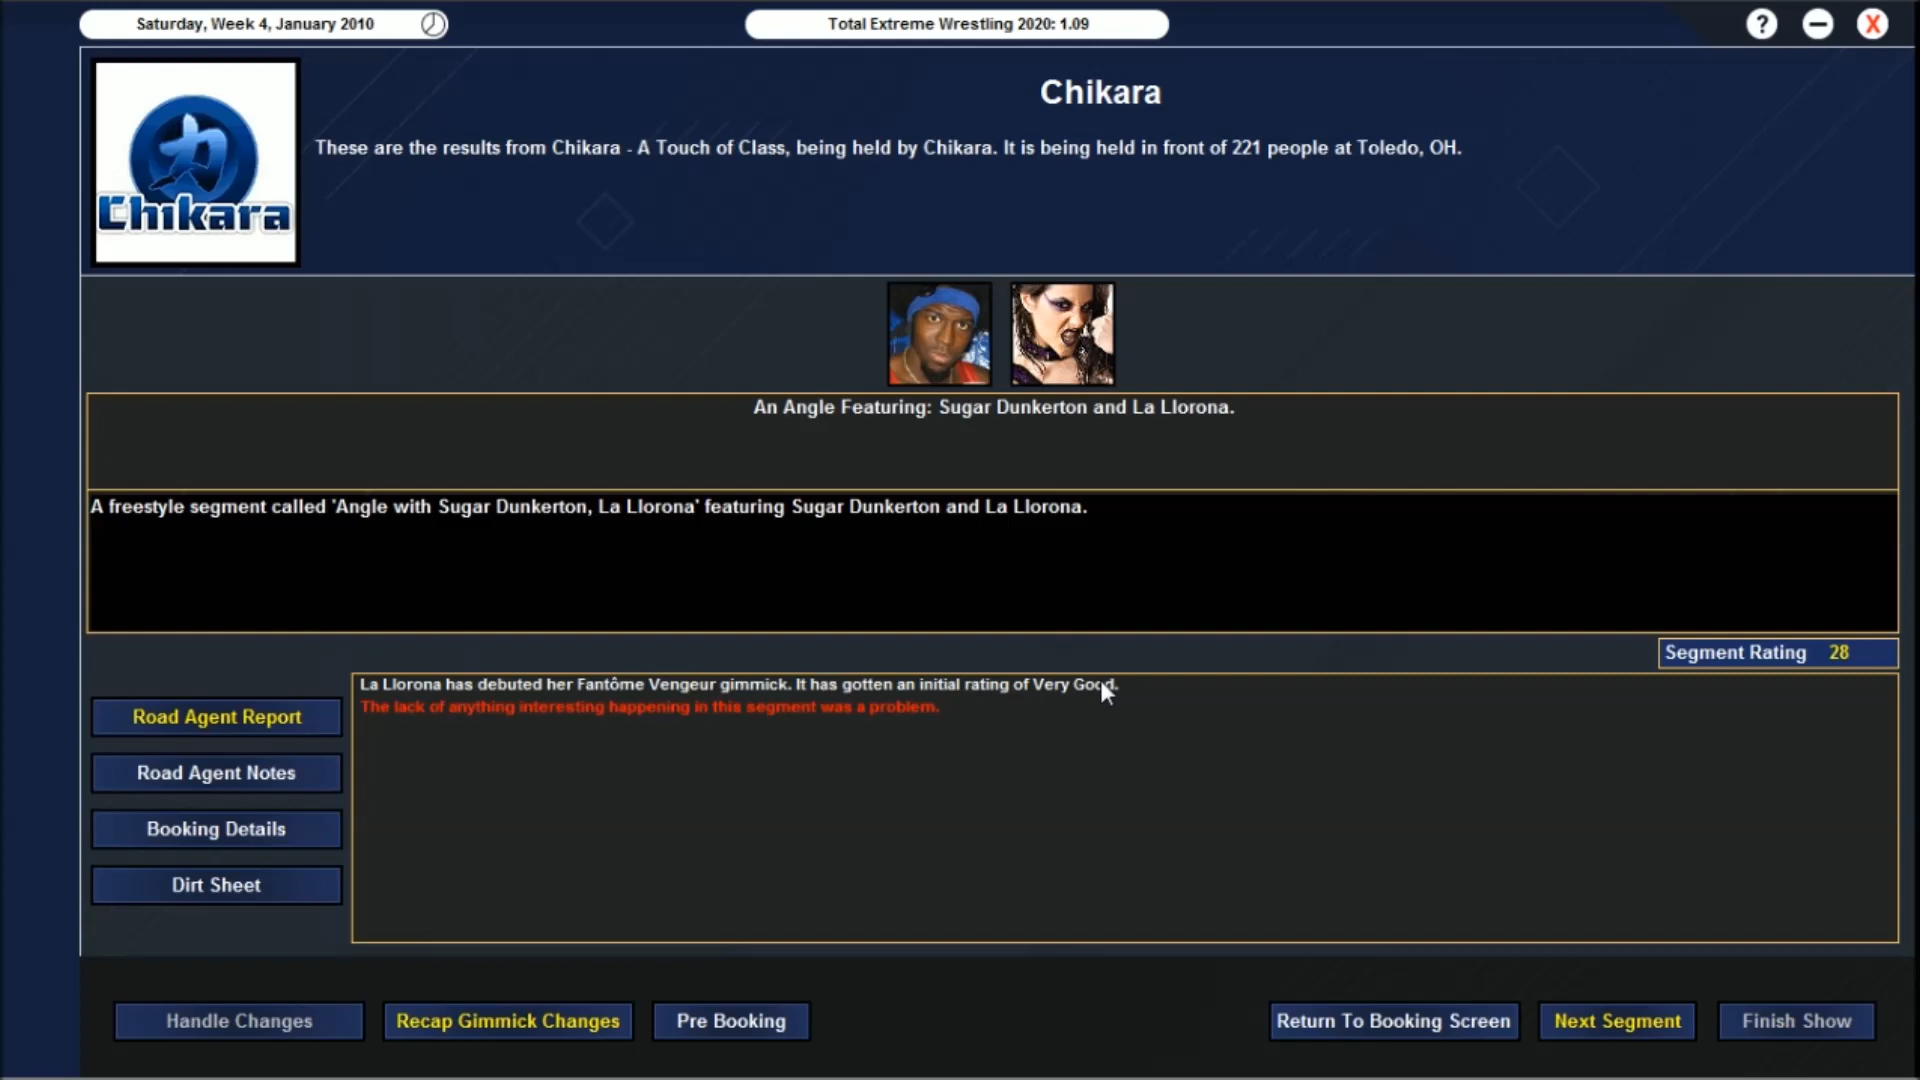 Saturday, Week 4, January 2010
Total Extreme Wrestling 2020: 1.09
?
X
力
Chikara
Chikara
These are the results from Chikara - A Touch of Class, being held by Chikara. It is being held in front of 221 people at Toledo, OH.
An Angle Featuring: Sugar Dunkerton and La Llorona.
A freestyle segment called 'Angle with Sugar Dunkerton, La Llorona' featuring Sugar Dunkerton and La Llorona.
Segment Rating 28
La Llorona has debuted her Fantôme Vengeur gimmick. It has gotten an initial rating of Very Good.
The lack of anything interesting happening in this segment was a problem.
Road Agent Report
Road Agent Notes
Booking Details
Dirt Sheet
Handle Changes
Recap Gimmick Changes
Pre Booking
Return To Booking Screen
Next Segment
Finish Show